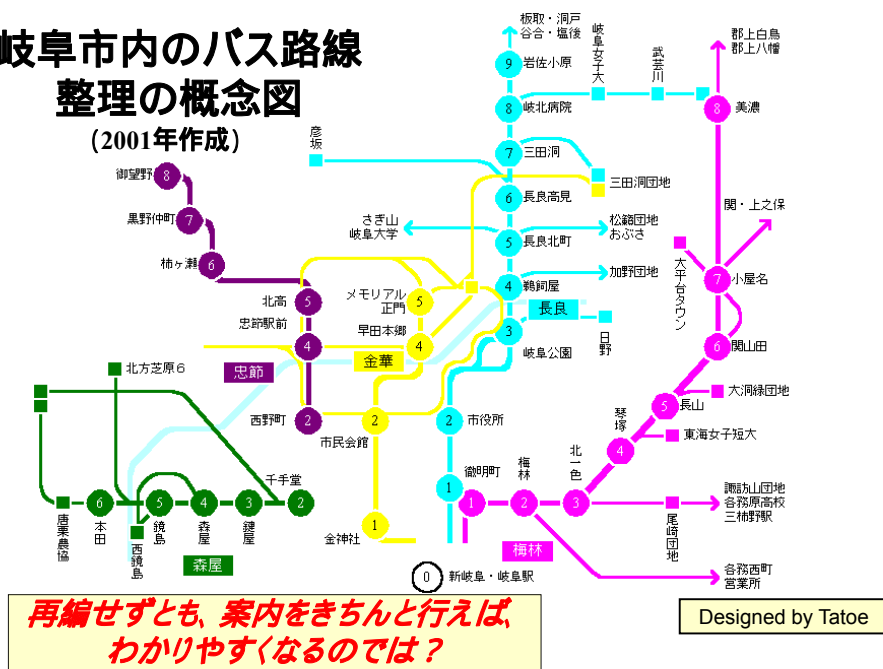 岐阜市内のバス路線
整理の概念図
(2001年作成)
板取・洞戸
谷合・塩後
岐阜女子大
武芸川
郡上白鳥
郡上八幡
9
岩佐小原
8
岐北病院
8
美濃
彦坂
7
三田洞
三田洞団地
御望野
8
6
長良高見
関・上之保
黒野仲町
7
さぎ山
岐阜大学
5
長良北町
松籟団地
おぶさ
大平台タウン
柿ヶ瀬
6
4
鵜飼屋
加野団地
7
小屋名
北高
5
メモリアル
正門
5
長良
忠節駅前
4
早田本郷
4
3
岐阜公園
日野
6
関山田
忠節
金華
北方芝原6
西野町
2
2
市民会館
2
市役所
5
長山
大洞緑団地
琴塚
4
東海女子短大
千手堂
徹明町
梅林
北一色
唐栗農協
6
本田
5
鏡島
4
森屋
3
鍵屋
2
西鏡島
森屋
1
金神社
1
1
2
3
梅林
尾崎団地
諏訪山団地
各務原高校
三柿野駅
0
新岐阜・岐阜駅
各務西町
営業所
再編せずとも、案内をきちんと行えば、
わかりやすくなるのでは？
Designed by Tatoe